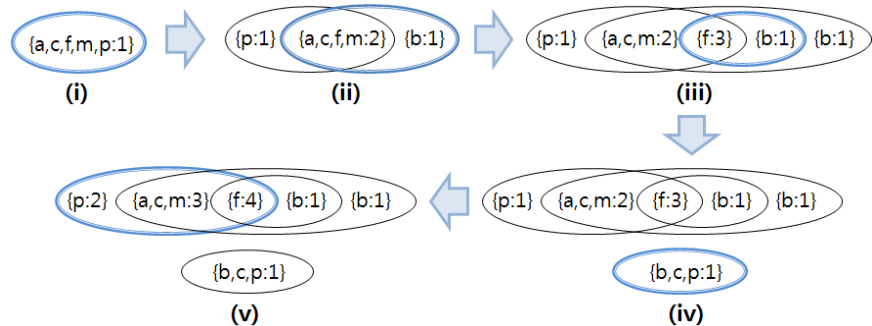 {a,c,f,m,p:1}
(i)
{p:1} {a,c,f,m:2} {b:1}
(ii)
{p:1} {a,c,m:2} {f:3} {b:1} {b:1}
(iii)
{p:2} {a,c,m:3} {f:4} {b:1} {b:1}
{b,c,p:1}
(v)
{p:1} {a,c,m:2} {f:3} {b:1} {b:1}
{b,c,p:1}
(iv)